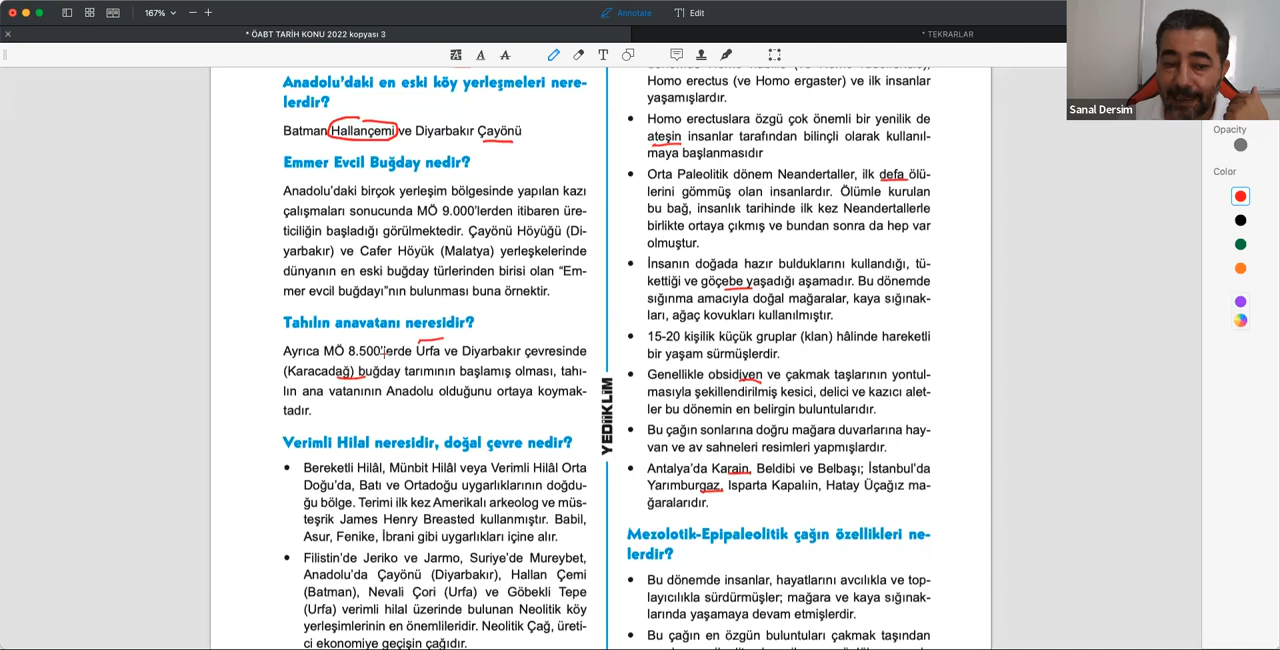 167%
Annotate
Edit
* ÖABT TARİH KONU 2022 kopyası 3
* TEKRARLAR
Sanal Dersim
Opacity
Color
Anadolu'daki en eski köy yerleşmeleri nere-
lerdir?
Batman Hallançemi ve Diyarbakır Çayönü
Emmer Evcil Buğday nedir?
Anadolu'daki birçok yerleşim bölgesinde yapılan kazı
çalışmaları sonucunda MÖ 9.000'lerden itibaren üre-
ticiliğin başladığı görülmektedir. Çayönü Höyüğü (Di-
yarbakır) ve Cafer Höyük (Malatya) yerleşkelerinde
dünyanın en eski buğday türlerinden birisi olan "Em-
mer evcil buğdayı"nın bulunması buna örnektir.
Tahılın anavatanı neresidir?
Ayrıca MÖ 8.500'lerde Urfa ve Diyarbakır çevresinde
(Karacadağ) buğday tarımının başlamış olması, tahı-
lın ana vatanının Anadolu olduğunu ortaya koymak-
tadır.
Verimli Hilal neresidir, doğal çevre nedir?
• Bereketli Hilâl, Münbit Hilâl veya Verimli Hilâl Orta
Doğu'da, Batı ve Ortadoğu uygarlıklarının doğdu-
ğu bölge. Terimi ilk kez Amerikalı arkeolog ve müs-
teşrik James Henry Breasted kullanmıştır. Babil,
Asur, Fenike, İbrani gibi uygarlıkları içine alır.
• Filistin'de Jeriko ve Jarmo, Suriye'de Mureybet,
Anadolu'da Çayönü (Diyarbakır), Hallan Çemi
(Batman), Nevali Çori (Urfa) ve Göbekli Tepe
(Urfa) verimli hilal üzerinde bulunan Neolitik köy
yerleşimlerinin en önemlileridir. Neolitik Çağ, üreti-
ci ekonomiye geçişin çağıdır.
YEDİİKLİM
Homo erectus (ve Homo ergaster) ve ilk insanlar
yaşamışlardır.
• Homo erectuslara özgü çok önemli bir yenilik de
ateşin insanlar tarafından bilinçli olarak kullanıl-
maya başlanmasıdır
• Orta Paleolitik dönem Neandertaller, ilk defa ölü-
lerini gömmüş olan insanlardır. Ölümle kurulan
bu bağ, insanlık tarihinde ilk kez Neandertallerle
birlikte ortaya çıkmış ve bundan sonra da hep var
olmuştur.
• İnsanın doğada hazır bulduklarını kullandığı, tü-
kettiği ve göçebe yaşadığı aşamadır. Bu dönemde
sığınma amacıyla doğal mağaralar, kaya sığınak-
ları, ağaç kovukları kullanılmıştır.
• 15-20 kişilik küçük gruplar (klan) hâlinde hareketli
bir yaşam sürmüşlerdir.
• Genellikle obsidiyen ve çakmak taşlarının yontul-
masıyla şekillendirilmiş kesici, delici ve kazıcı alet-
ler bu dönemin en belirgin buluntularıdır.
• Bu çağın sonlarına doğru mağara duvarlarına hay-
van ve av sahneleri resimleri yapmışlardır.
• Antalya'da Karain, Beldibi ve Belbaşı; İstanbul'da
Yarımburgaz, Isparta Kapalıin, Hatay Üçağız ma-
ğaralarıdır.
Mezolotik-Epipaleolitik çağın özellikleri ne-
lerdir?
• Bu dönemde insanlar, hayatlarını avcılıkla ve top-
layıcılıkla sürdürmüşler; mağara ve kaya sığınak-
larında yaşamaya devam etmişlerdir.
• Bu çağın en özgün buluntuları çakmak taşından